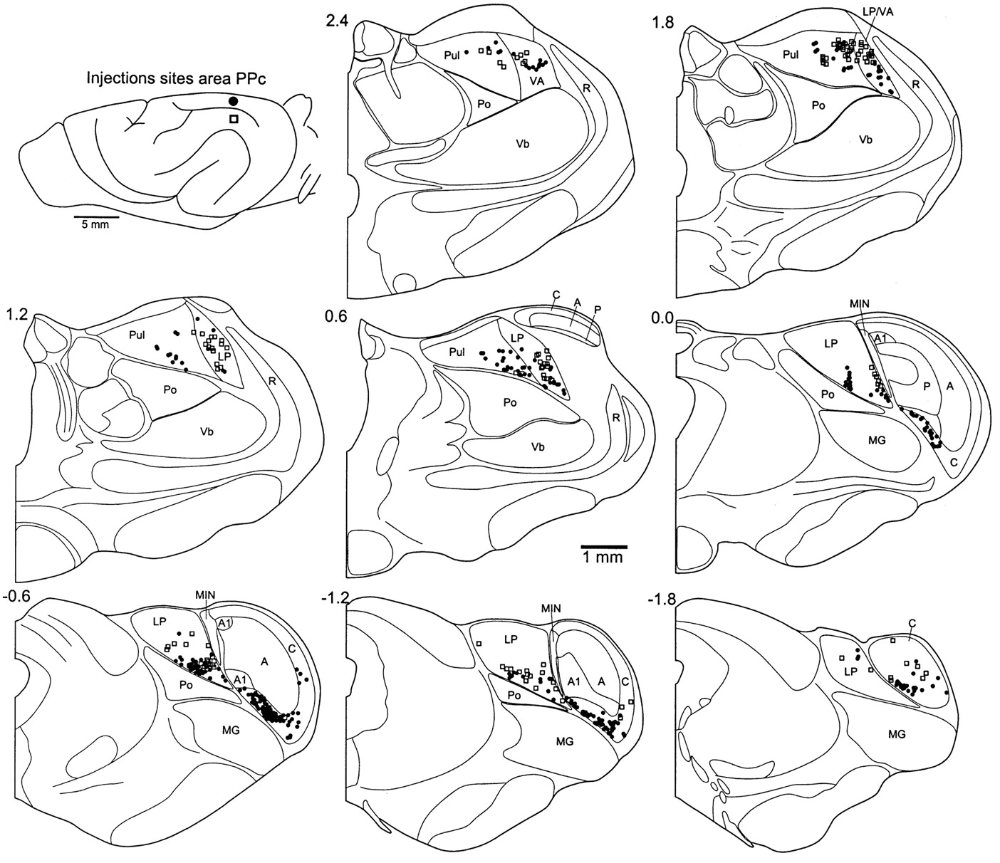 Injections sites area PPc
5 mm
2.4
Pul
VA
Po
R
Vb
1.8
LP/VA
Pul
R
Po
Vb
1.2
Pul
LP
Po
R
Vb
0.6
C
A
P
LP
Pul
Po
R
Vb
1 mm
0.0
MIN
LP
A1
P
A
Po
MG
C
-0.6
MIN
LP
A1
C
A
A1
Po
MG
-1.2
MIN
LP
A1
A
C
Po
MG
-1.8
C
LP
MG